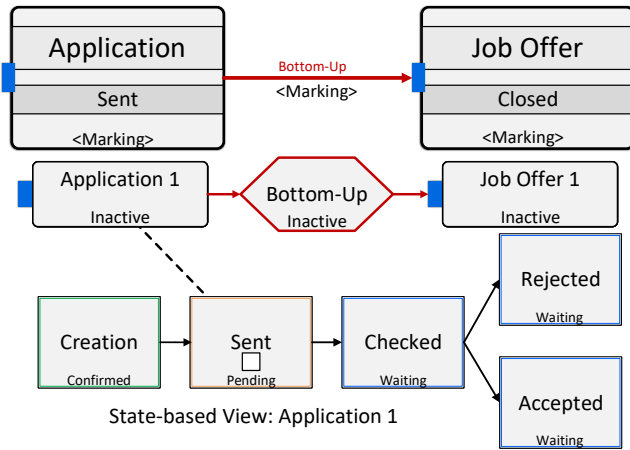 Application
Sent
<Marking>
Bottom-Up
<Marking>
Job Offer
Closed
<Marking>
Application 1
Inactive
Bottom-Up
Inactive
Job Offer 1
Inactive
Creation
Confirmed
Sent
Pending
Checked
Waiting
Rejected
Waiting
Accepted
Waiting
State-based View: Application 1